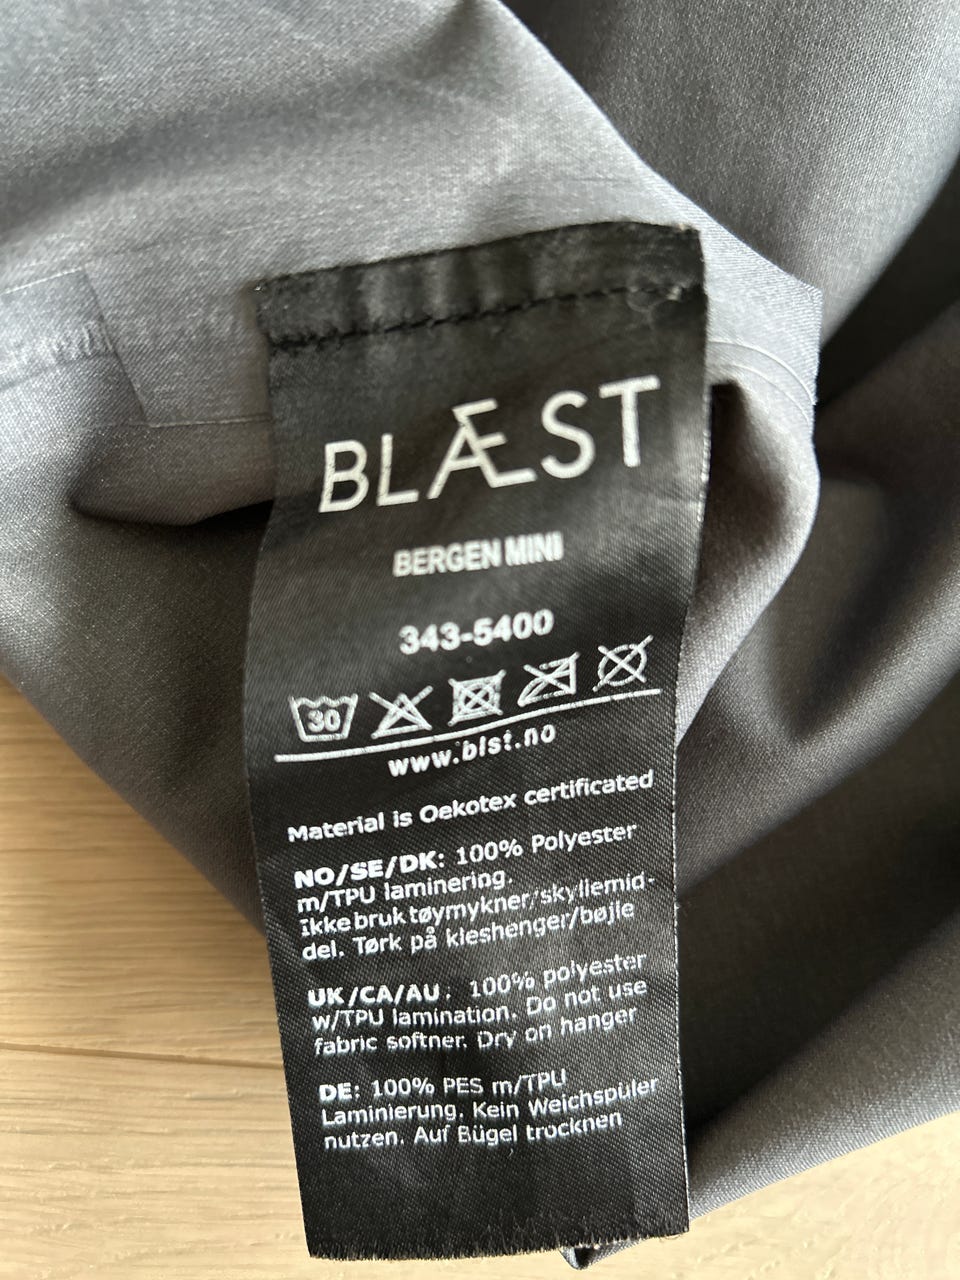 BLÆST
BERGEN MINI
343-5400
30
www.blst.no
Material is Oekotex certificated
NO/SE/DK: 100% Polyester
m/TPU laminering.
Ikke bruk tøymykner/skyllemid-
del. Tørk på kleshenger/bøjle
UK/CA/AU: 100% polyester
w/TPU lamination. Do not use
fabric softner. Dry on hanger
DE: 100% PES m/TPU
Laminierung. Kein Weichspüler
nutzen. Auf Bügel trocknen